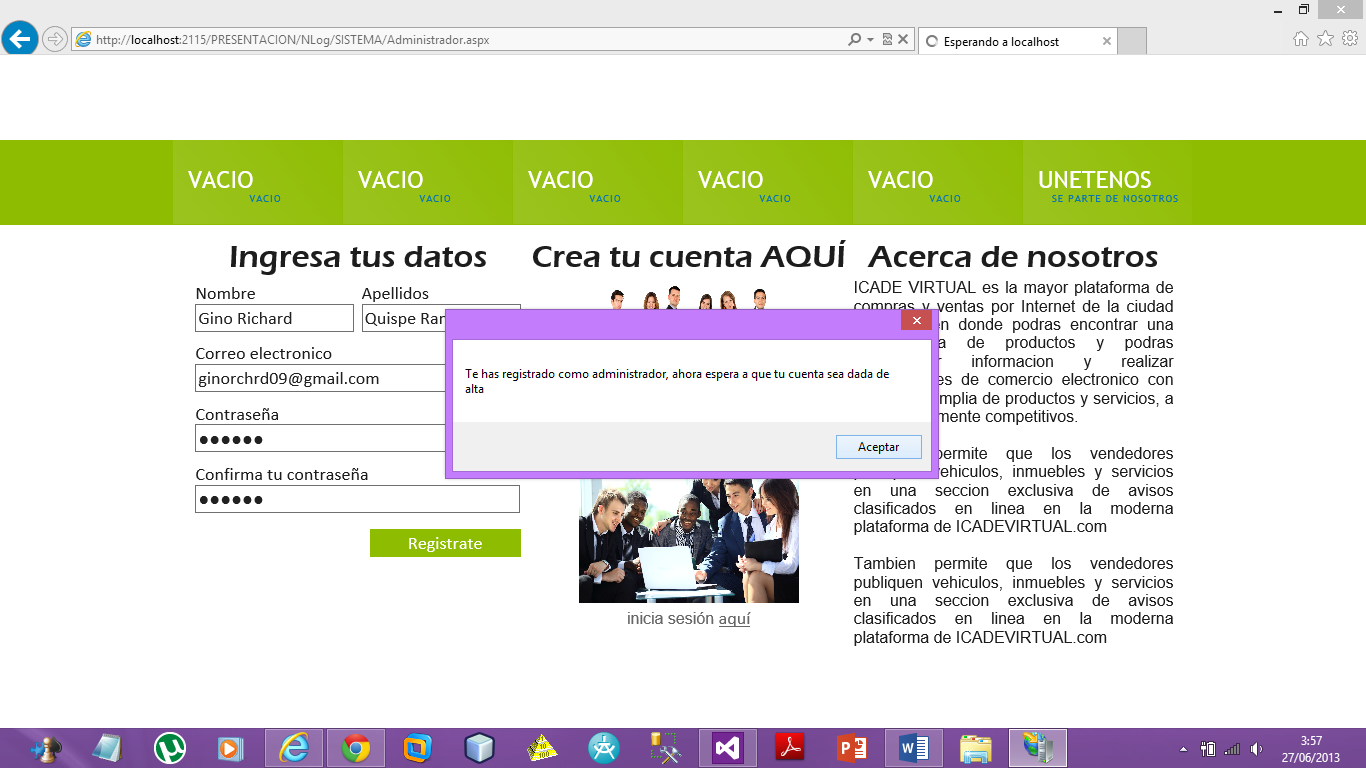 http://localhost:2115/PRESENTACION/NLog/SISTEMA/Administrador.aspx
Esperando a localhost
VACIO
VACIO
VACIO
VACIO
VACIO
VACIO
VACIO
VACIO
VACIO
VACIO
UNETENOS
SE PARTE DE NOSOTROS
Ingresa tus datos
Nombre
Apellidos
Gino Richard
Quispe
Correo electronico
ginorchrd09@gmail.com
Contraseña
Confirma tu contraseña
Registrate
Crea tu cuenta AQUÍ
inicia sesión aquí
Te has registrado como administrador, ahora espera a que tu cuenta sea dada de
alta
Aceptar
Acerca de nosotros
ICADE VIRTUAL es la mayor plataforma de
compras y ventas por Internet de la ciudad
en donde podras encontrar una
de productos y podras
informacion y realizar
de comercio electronico con
de productos y servicios, a
competitivos.
que los vendedores
vehiculos, inmuebles y servicios
en una seccion exclusiva de avisos
clasificados en linea en la moderna
plataforma de ICADEVIRTUAL.com
Tambien permite que los vendedores
publiquen vehiculos, inmuebles y servicios
en una seccion exclusiva de avisos
clasificados en linea en la moderna
plataforma de ICADEVIRTUAL.com
3:57
27/06/2013